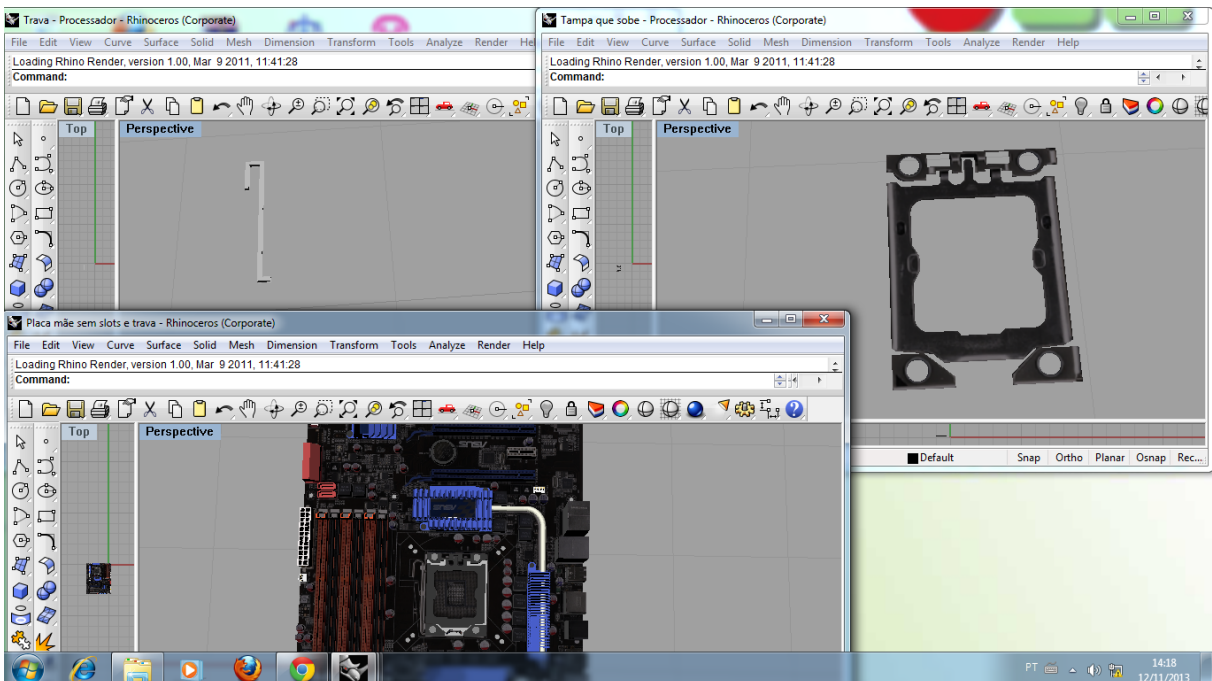 Trava - Processador - Rhinoceros (Corporate)
File Edit View Curve Surface Solid Mesh Dimension Transform Tools Analyze Render Hel
Loading Rhino Render, version 1.00, Mar 9 2011, 11:41:28
Command:
Top Perspective
Tampa que sobe - Processador - Rhinoceros (Corporate)
File Edit View Curve Surface Solid Mesh Dimension Transform Tools Analyze Render Help
Loading Rhino Render, version 1.00, Mar 9 2011, 11:41:28
Command:
Top Perspective
Default Snap Ortho Planar Osnap Rec...
Placa mãe sem slots e trava - Rhinoceros (Corporate)
File Edit View Curve Surface Solid Mesh Dimension Transform Tools Analyze Render Help
Loading Rhino Render, version 1.00, Mar 9 2011, 11:41:28
Command:
Top Perspective
PT
14:18
12/11/2013